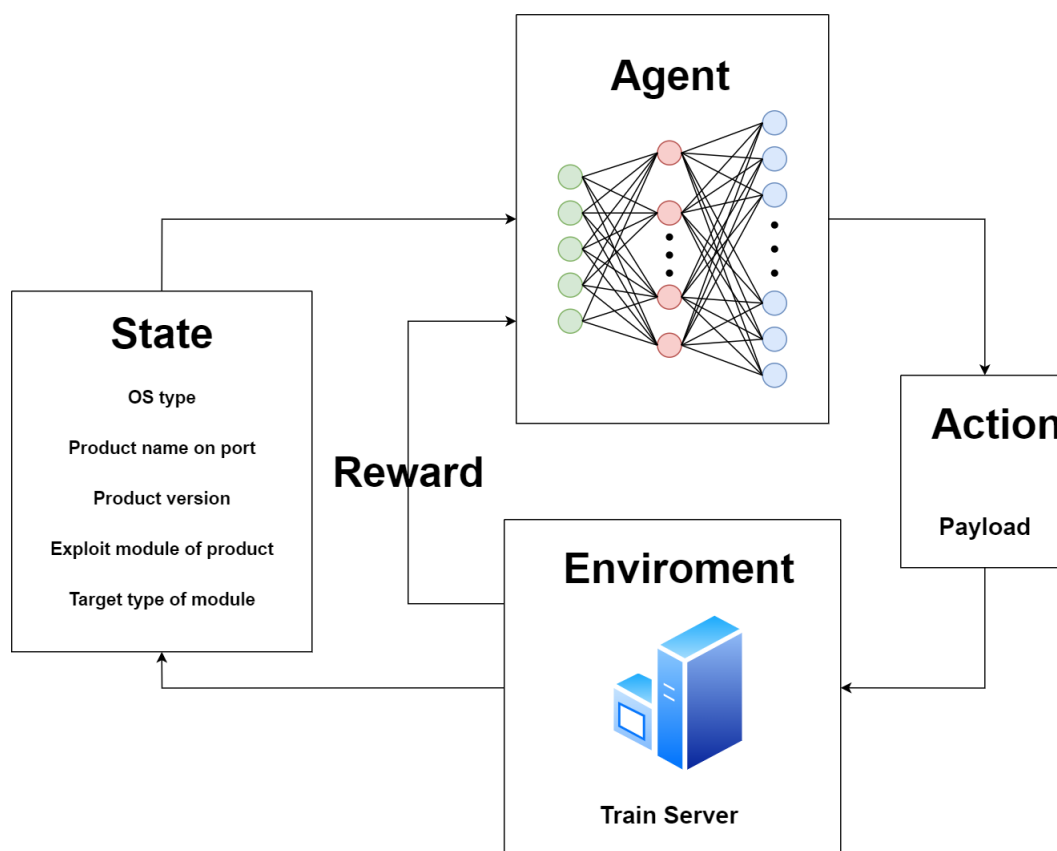 Agent
State
OS type
Product name on port
Product version
Exploit module of product
Target type of module
Reward
Action
Payload
Enviroment
Train Server